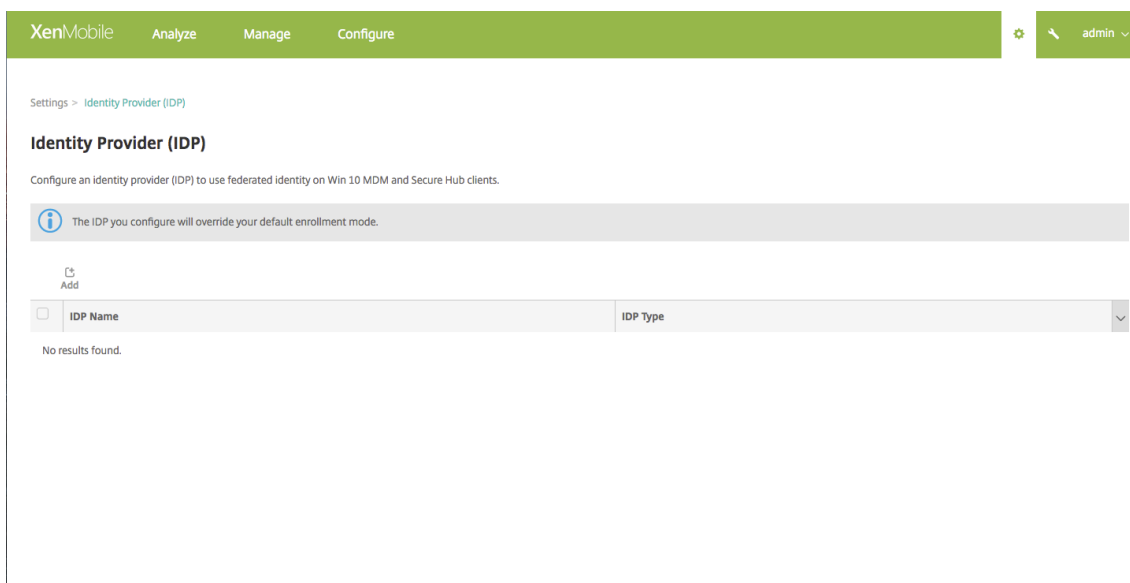 XenMobile Analyze Manage Configure admin
Settings > Identity Provider (IDP)
Identity Provider (IDP)
Configure an identity provider (IDP) to use federated identity on Win 10 MDM and Secure Hub clients.
The IDP you configure will override your default enrollment mode.
Add
IDP Name IDP Type
No results found.